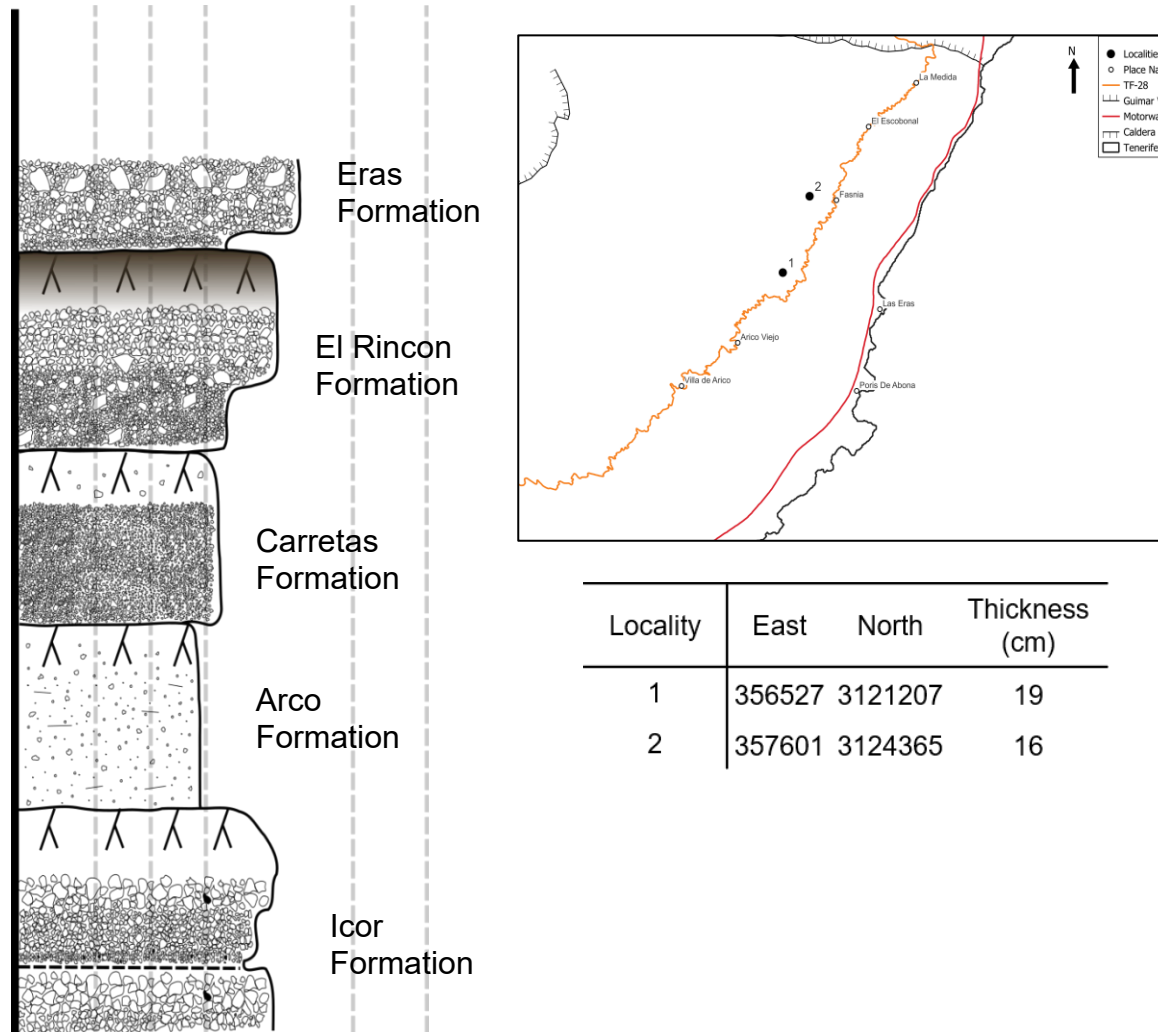 Eras
Formation
El Rincon
Formation
Carretas
Formation
Arco
Formation
Icor
Formation
N
Localitie
Place Na
TF-28
Guimar
Motorwa
Caldera
Tenerife
La Medida
El Escobonal
2
Fasnia
1
Las Eras
Arico Viejo
Villa de Arico
Poris De Abona
Locality East North Thickness
(cm)
1 356527 3121207 19
2 357601 3124365 16